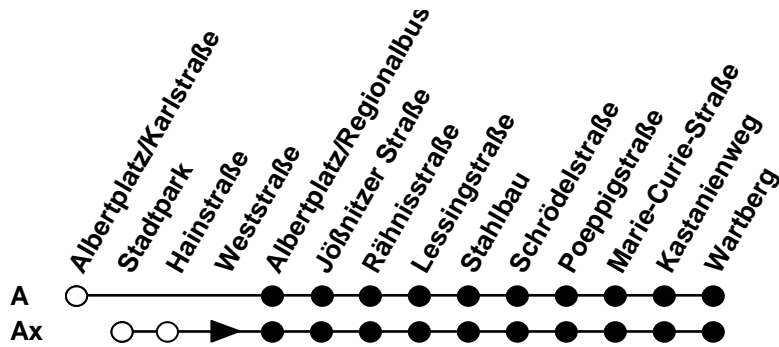 Albertplatz/Karlstraße
Stadtpark
Hainstraße
Weststraße
Albertplatz/Regionalbus
Jößnitzer Straße
Rähnisstraße
Lessingstraße
Stahlbau
Schrödelstraße
Poeppigstraße
Marie-Curie-Straße
Kastanienweg
Wartberg
A
Ax